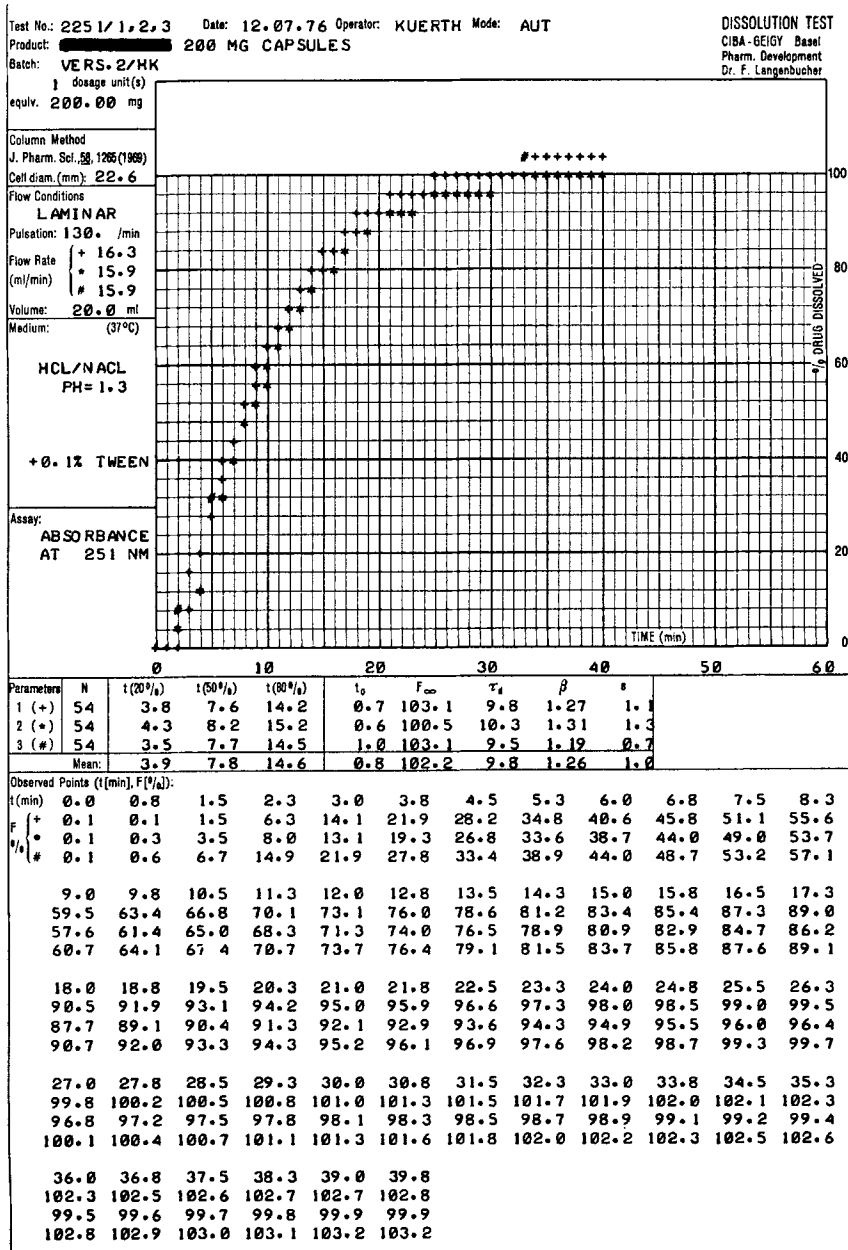 Test No.: 2251/1,2,3 Date: 12.07.76 Operator: KUERTH Mode: AUT
DISSOLUTION TEST
Product: 200 MG CAPSULES
CIBA-GEIGY Basel
Batch: VERS.2/HK
Pharm. Development
1 dosage unit(s)
Dr. F. Langenbucher
equiv. 200.00 mg
Column Method
J. Pharm. Sci., 58, 1265 (1969)
Cell diam. (mm): 22.6
Flow Conditions
LAMINAR
Pulsation: 130. /min
Flow Rate (ml/min)
+ 16.3
* 15.9
# 15.9
Volume: 20.0 ml
Medium: (37°C)
HCL/NACL
PH= 1.3
+0.1% TWEEN
Assay:
ABSORBANCE
AT 251 NM
#+++++++
100
80
60
40
20
0
% DRUG DISSOLVED
TIME (min)
0 10 20 30 40 50 60
Parameters N t(20%) t(50%) t(80%) t₀ F∞ τd β s
1 (+) 54 3.8 7.6 14.2 0.7 103.1 9.8 1.27 1.1
2 (*) 54 4.3 8.2 15.2 0.6 100.5 10.3 1.31 1.3
3 (#) 54 3.5 7.7 14.5 1.0 103.1 9.5 1.19 0.7
Mean: 3.9 7.8 14.6 0.8 102.2 9.8 1.26 1.0
Observed Points (t[min], F[%]):
t(min) 0.0 0.8 1.5 2.3 3.0 3.8 4.5 5.3 6.0 6.8 7.5 8.3
F % + 0.1 0.1 1.5 6.3 14.1 21.9 28.2 34.8 40.6 45.8 51.1 55.6
* 0.1 0.3 3.5 8.0 13.1 19.3 26.8 33.6 38.7 44.0 49.0 53.7
# 0.1 0.6 6.7 14.9 21.9 27.8 33.4 38.9 44.0 48.7 53.2 57.1
9.0 9.8 10.5 11.3 12.0 12.8 13.5 14.3 15.0 15.8 16.5 17.3
59.5 63.4 66.8 70.1 73.1 76.0 78.6 81.2 83.4 85.4 87.3 89.0
57.6 61.4 65.0 68.3 71.3 74.0 76.5 78.9 80.9 82.9 84.7 86.2
60.7 64.1 67 4 70.7 73.7 76.4 79.1 81.5 83.7 85.8 87.6 89.1
18.0 18.8 19.5 20.3 21.0 21.8 22.5 23.3 24.0 24.8 25.5 26.3
90.5 91.9 93.1 94.2 95.0 95.9 96.6 97.3 98.0 98.5 99.0 99.5
87.7 89.1 90.4 91.3 92.1 92.9 93.6 94.3 94.9 95.5 96.0 96.4
90.7 92.0 93.3 94.3 95.2 96.1 96.9 97.6 98.2 98.7 99.3 99.7
27.0 27.8 28.5 29.3 30.0 30.8 31.5 32.3 33.0 33.8 34.5 35.3
99.8 100.2 100.5 100.8 101.0 101.3 101.5 101.7 101.9 102.0 102.1 102.3
96.8 97.2 97.5 97.8 98.1 98.3 98.5 98.7 98.9 99.1 99.2 99.4
100.1 100.4 100.7 101.1 101.3 101.6 101.8 102.0 102.2 102.3 102.5 102.6
36.0 36.8 37.5 38.3 39.0 39.8
102.3 102.5 102.6 102.7 102.7 102.8
99.5 99.6 99.7 99.8 99.9 99.9
102.8 102.9 103.0 103.1 103.2 103.2